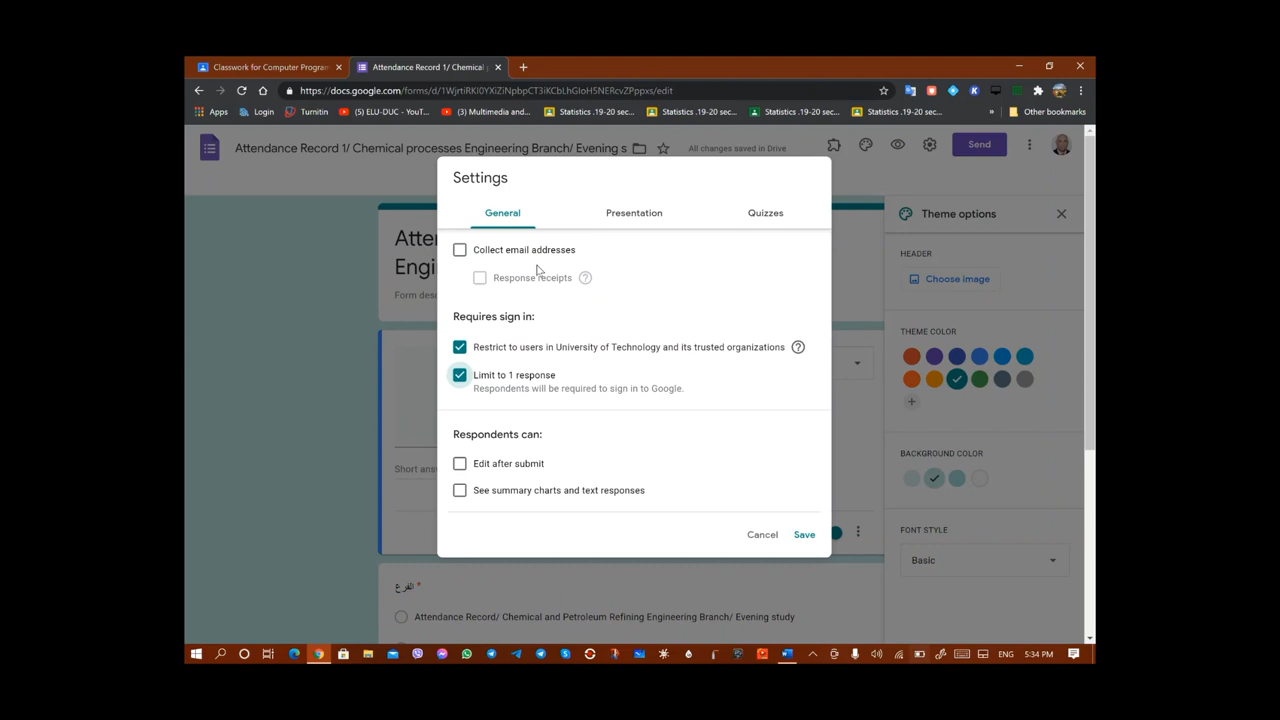 Classwork for Computer Program
Attendance Record 1/ Chemical p
https://docs.google.com/forms/d/1WjrtiRKI0YXiZiNpbpCT3iKCbLhGIoH5NERcvZPppxs/edit
Apps
Login
Turnitin
(5) ELU-DUC - YouT...
(3) Multimedia and...
Statistics .19-20 sec...
Statistics .19-20 sec...
Statistics .19-20 sec...
Statistics .19-20 sec...
»
Other bookmarks
Attendance Record 1/ Chemical processes Engineering Branch/ Evening s
All changes saved in Drive
Send
Settings
General
Presentation
Quizzes
Collect email addresses
Response receipts
Requires sign in:
Restrict to users in University of Technology and its trusted organizations
Limit to 1 response
Respondents will be required to sign in to Google.
Respondents can:
Edit after submit
See summary charts and text responses
Cancel
Save
Atten
Engi
Form desc
Short answ
الفرع *
Attendance Record/ Chemical and Petroleum Refining Engineering Branch/ Evening study
Theme options
HEADER
Choose image
THEME COLOR
BACKGROUND COLOR
FONT STYLE
Basic
ENG
5:34 PM